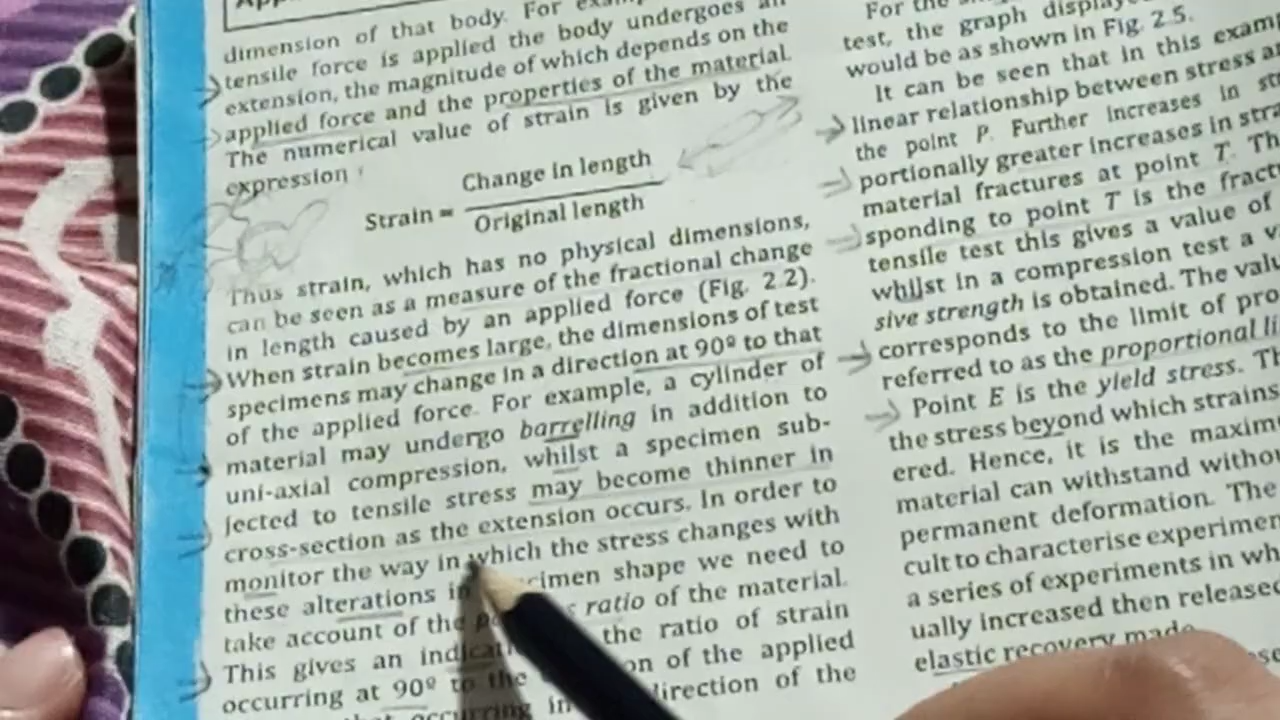 dimension of that body. For
tensile force is applied the body undergoes an
extension, the magnitude of which depends on the
applied force and the properties of the material.
The numerical value of strain is given by the
expression
Strain = Change in length
Original length
Thus strain, which has no physical dimensions,
can be seen as a measure of the fractional change
in length caused by an applied force (Fig. 2.2).
When strain becomes large, the dimensions of test
specimens may change in a direction at 90º to that
of the applied force. For example, a cylinder of
material may undergo barrelling in addition to
uni-axial compression, whilst a specimen sub-
jected to tensile stress may become thinner in
cross-section as the extension occurs. In order to
monitor the way in which the stress changes with
these alterations in shape we need to
take account of the ratio of the material.
This gives an the ratio of strain
occurring at 90º to the of the applied
occurring in direction of the
For the
test, the graph
would be as shown in Fig. 2.5.
It can be seen that in this
linear relationship between stress
the point P. Further increases in
portionally greater increases in
material fractures at point T.
sponding to point T is the
tensile test this gives a value of
whilst in a compression test a
sive strength is obtained. The
corresponds to the limit of
referred to as the proportional
Point E is the yield stress.
the stress beyond which strains
ered. Hence, it is the
material can withstand
permanent deformation. The
cult to characterise
a series of experiments in
ually increased then released
elastic recovery made